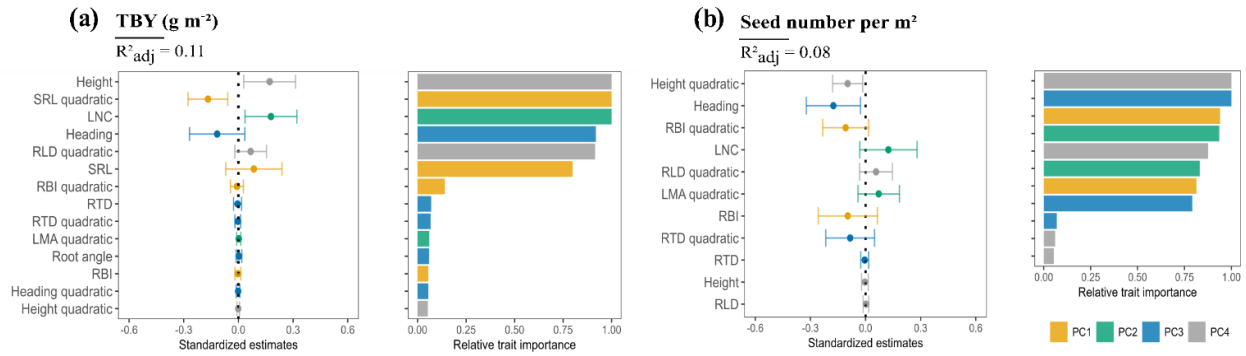 (a) TBY (g m⁻²)
R²adj = 0.11
Height
SRL quadratic
LNC
Heading
RLD quadratic
SRL
RBI quadratic
RTD
RTD quadratic
LMA quadratic
Root angle
RBI
Heading quadratic
Height quadratic
-0.6 -0.3 0.0 0.3 0.6
Standardized estimates
0.00 0.25 0.50 0.75 1.00
Relative trait importance
(b) Seed number per m²
R²adj = 0.08
Height quadratic
Heading
RBI quadratic
LNC
RLD quadratic
LMA quadratic
RBI
RTD quadratic
RTD
Height
RLD
-0.6 -0.3 0.0 0.3 0.6
Standardized estimates
0.00 0.25 0.50 0.75 1.00
Relative trait importance
PC1 PC2 PC3 PC4